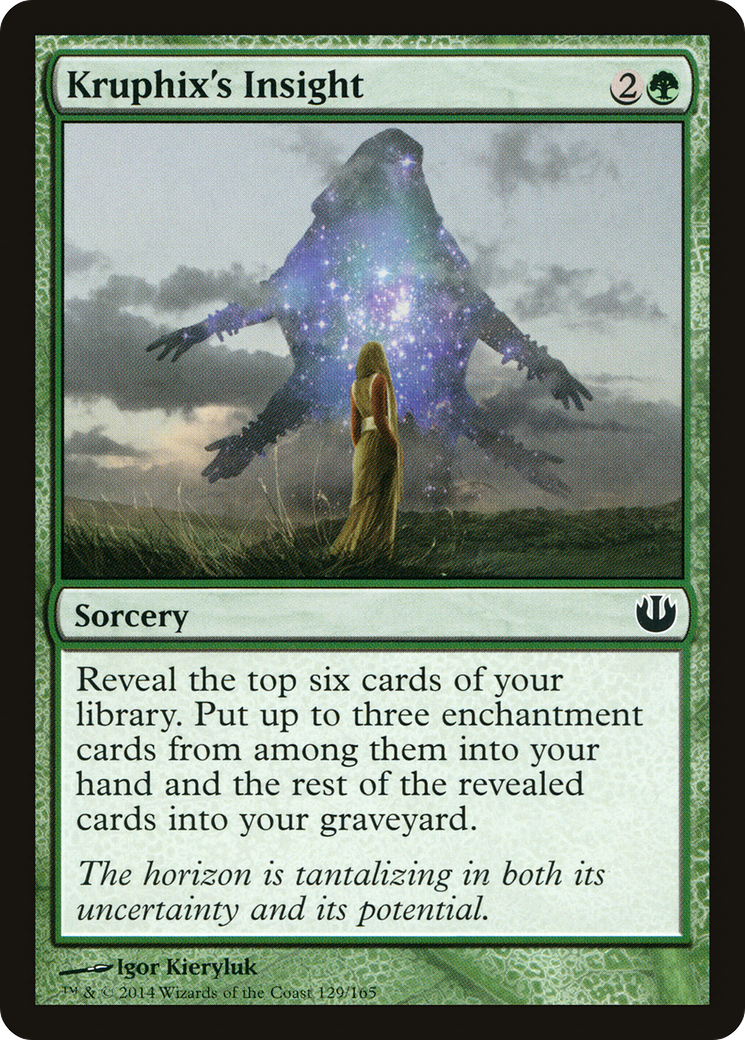 Kruphix's Insight 2
Sorcery
Reveal the top six cards of your
library. Put up to three enchantment
cards from among them into your
hand and the rest of the revealed
cards into your graveyard.
The horizon is tantalizing in both its
uncertainty and its potential.
Igor Kieryluk
™ & © 2014 Wizards of the Coast 129/165